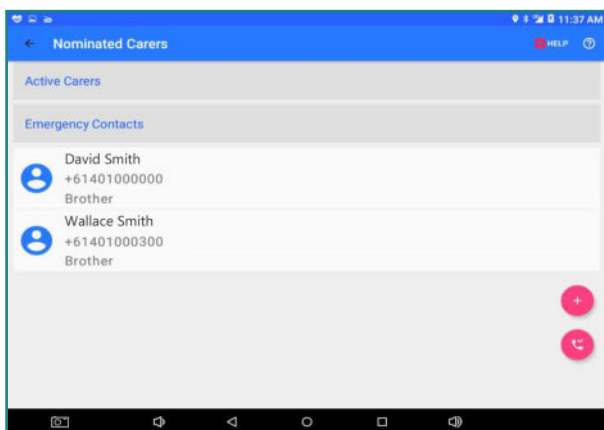 11:37 AM
Nominated Carers
HELP
Active Carers
Emergency Contacts
David Smith
+61401000000
Brother
Wallace Smith
+61401000300
Brother